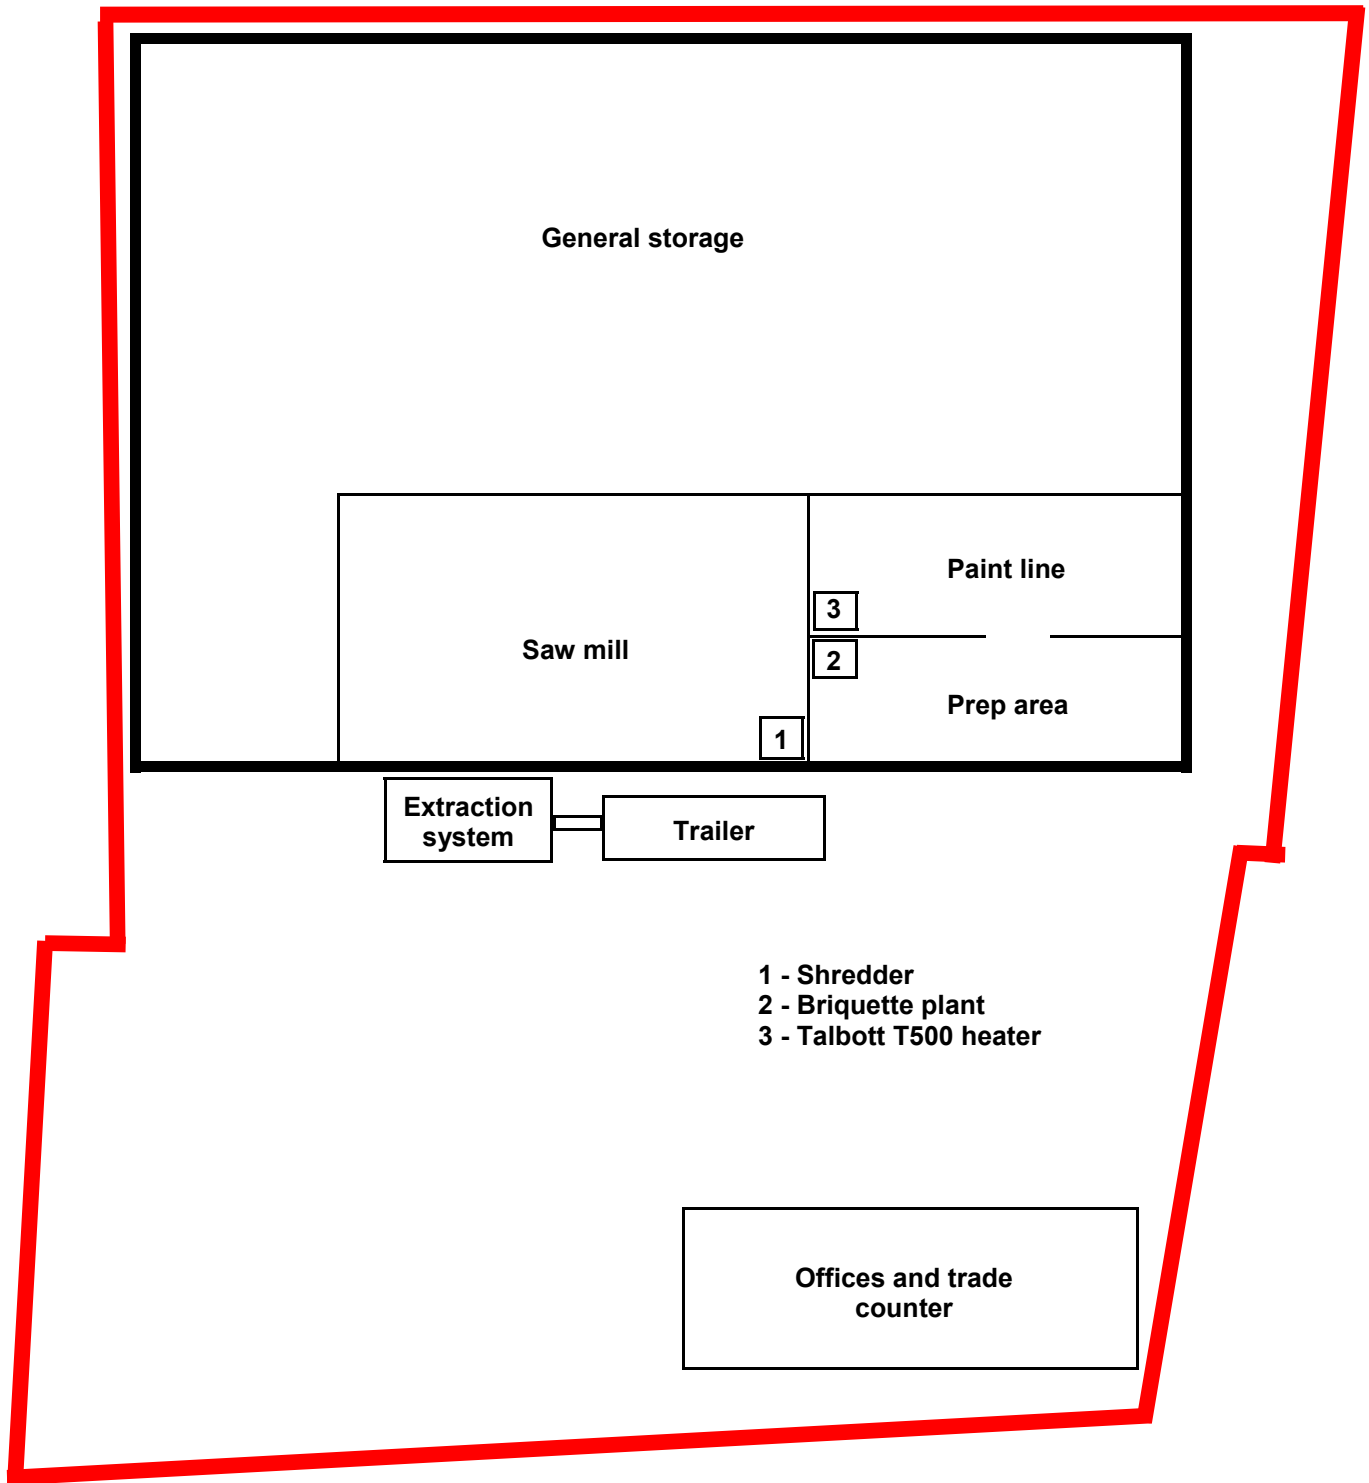 General storage
Paint line
3
Saw mill
2
Prep area
1
Extraction
system
Trailer
1 - Shredder
2 - Briquette plant
3 - Talbott T500 heater
Offices and trade
counter